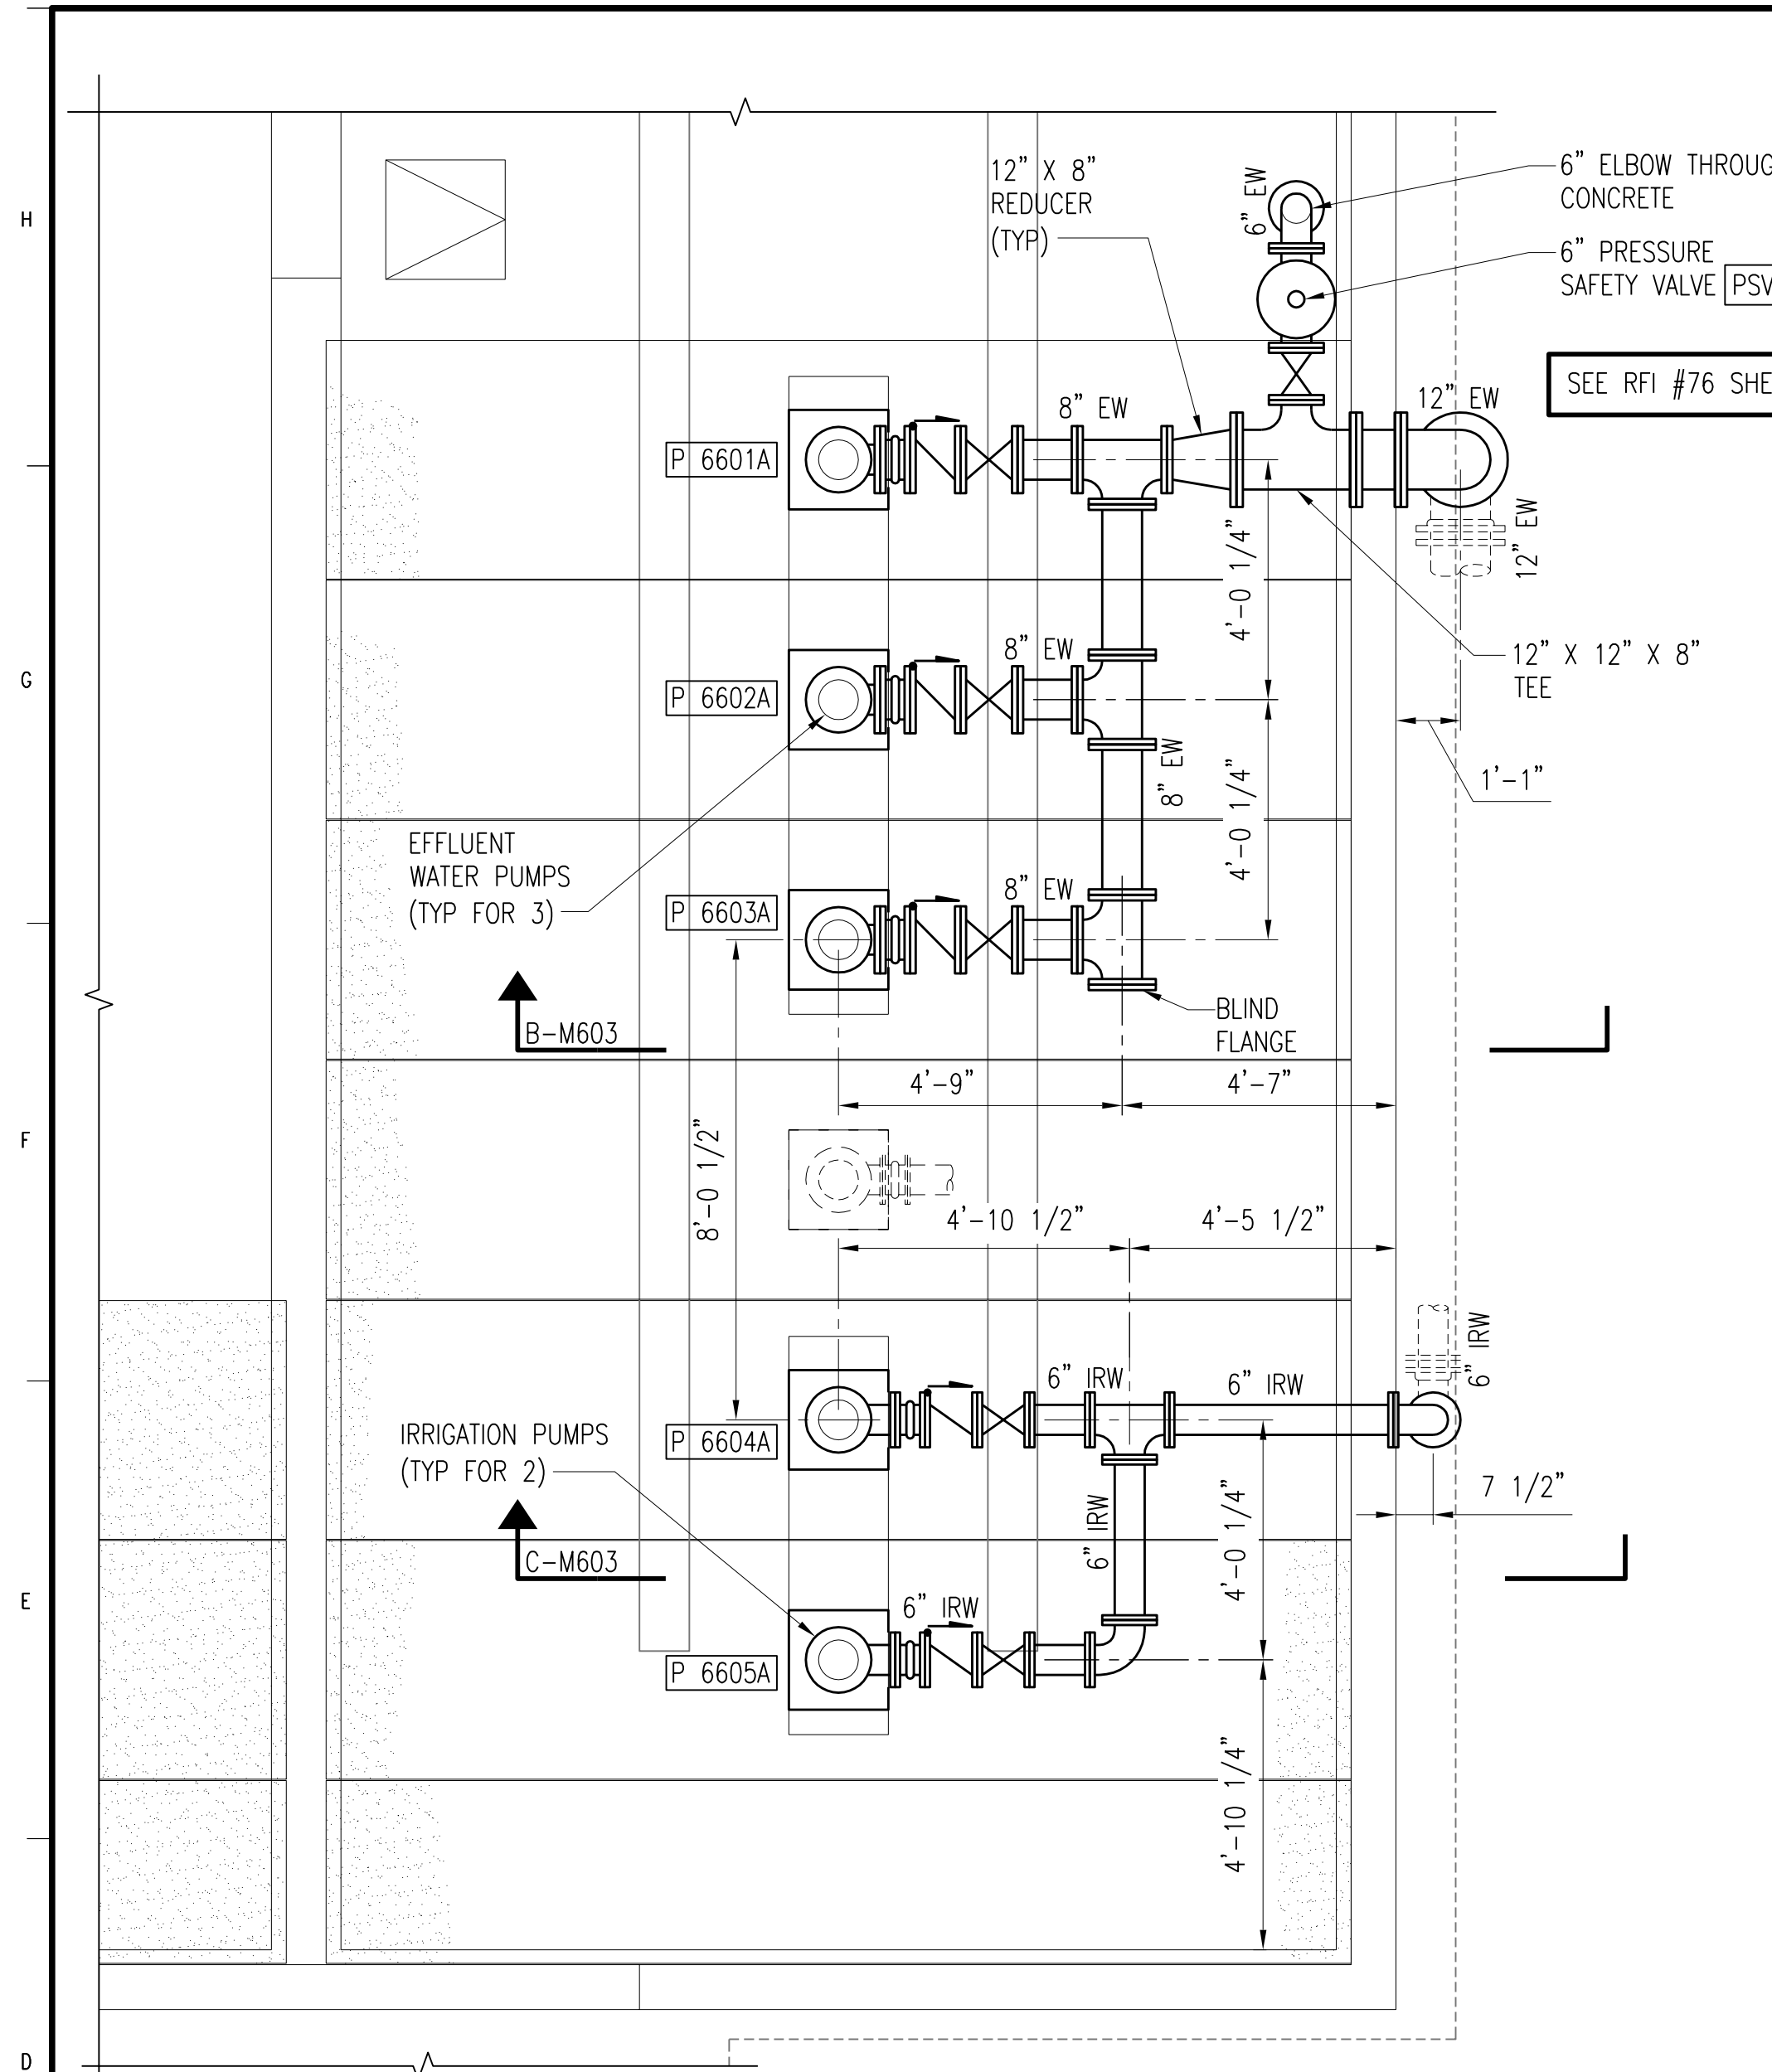 H
G
F
E
D
12" X 8"
REDUCER
(TYP)
6" EW
6" ELBOW THROUG
CONCRETE
6" PRESSURE
SAFETY VALVE PSV
SEE RFI #76 SHE
P 6601A
8" EW
12" EW
12" EW
4'-0 1/4"
12" X 12" X 8"
TEE
P 6602A
8" EW
8" EW
4'-0 1/4"
1'-1"
EFFLUENT
WATER PUMPS
(TYP FOR 3)
P 6603A
8" EW
BLIND
FLANGE
B-M603
4'-9"
4'-7"
8'-0 1/2"
4'-10 1/2"
4'-5 1/2"
6" IRW
6" IRW
6" IRW
P 6604A
IRRIGATION PUMPS
(TYP FOR 2)
7 1/2"
6" IRW
4'-0 1/4"
C-M603
6" IRW
P 6605A
4'-10 1/4"